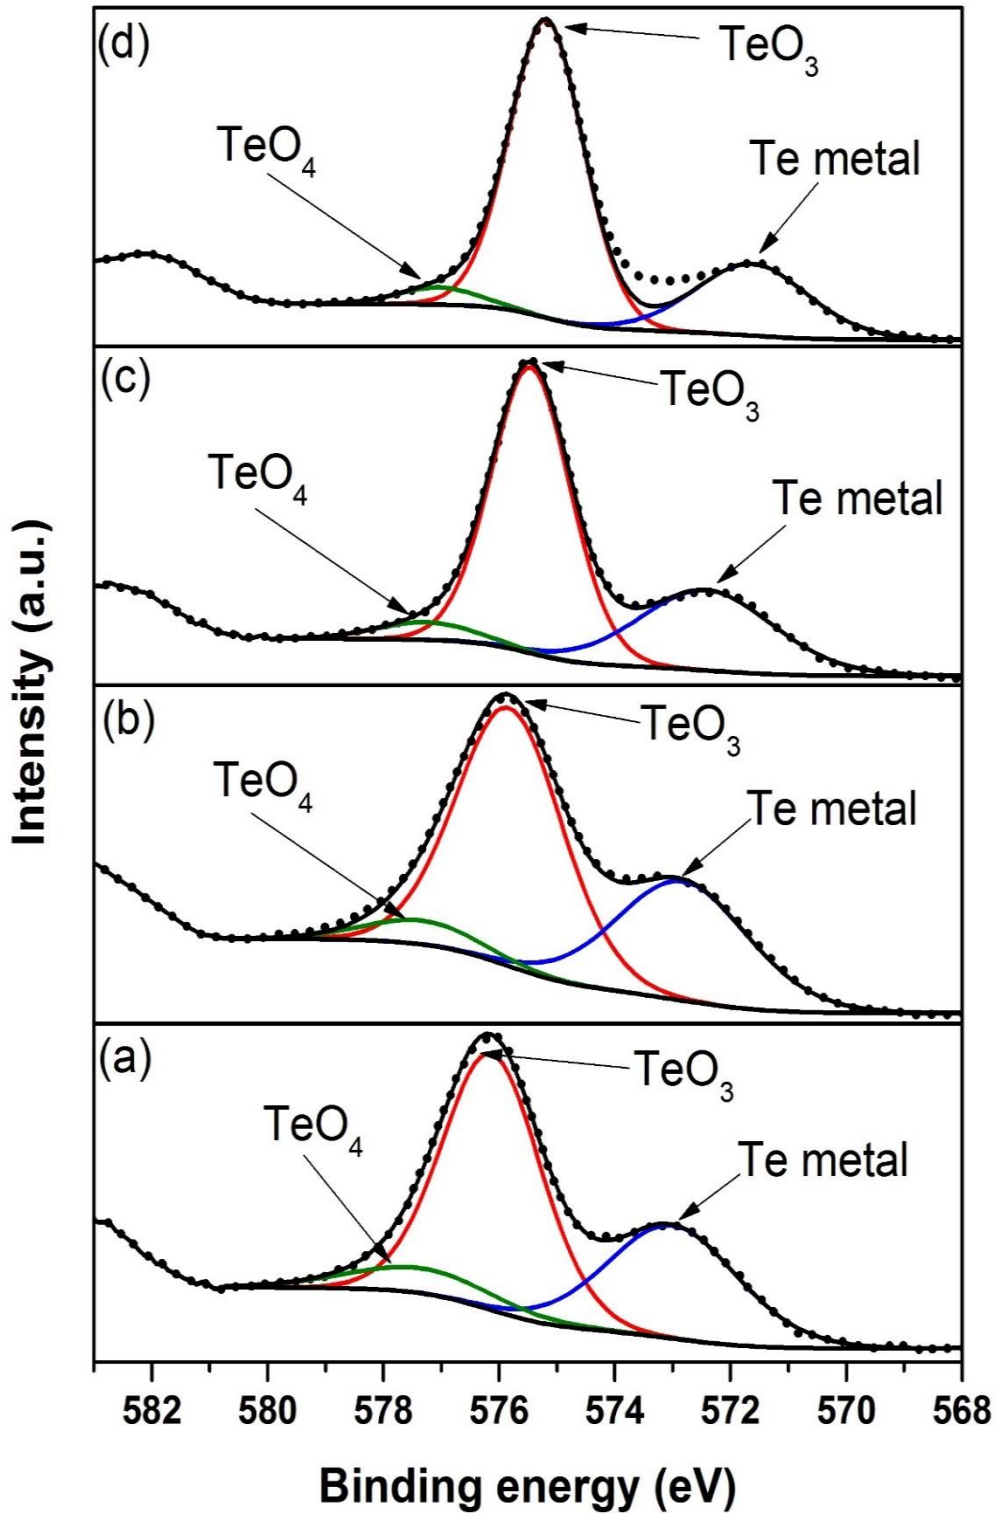 (d)
TeO₃
TeO₄
Te metal
(c)
TeO₃
TeO₄
Te metal
(b)
TeO₃
TeO₄
Te metal
(a)
TeO₃
TeO₄
Te metal
Intensity (a.u.)
582 580 578 576 574 572 570 568
Binding energy (eV)